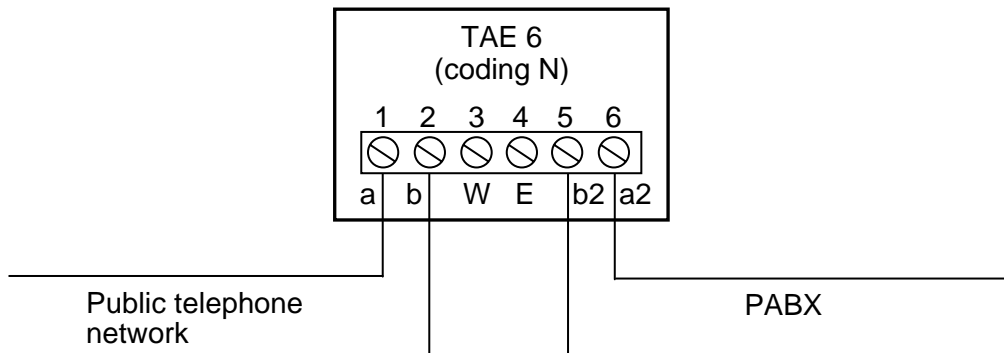 TAE 6
(coding N)
1 2 3 4 5 6
a b W E b2 a2
Public telephone
network
PABX